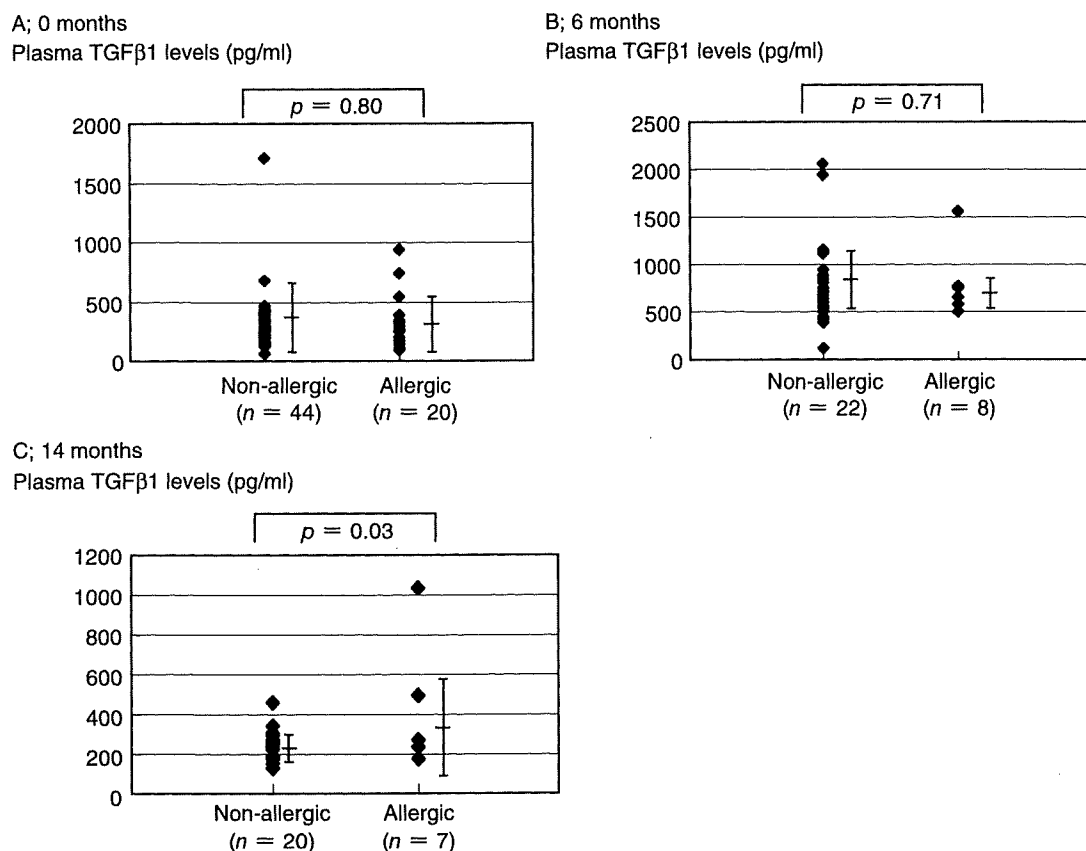 A; 0 months
Plasma TGFβ1 levels (pg/ml)
p = 0.80
2000
1500
1000
500
0
Non-allergic Allergic
(n = 44) (n = 20)
B; 6 months
Plasma TGFβ1 levels (pg/ml)
p = 0.71
2500
2000
1500
1000
500
0
Non-allergic Allergic
(n = 22) (n = 8)
C; 14 months
Plasma TGFβ1 levels (pg/ml)
p = 0.03
1200
1000
800
600
400
200
0
Non-allergic Allergic
(n = 20) (n = 7)